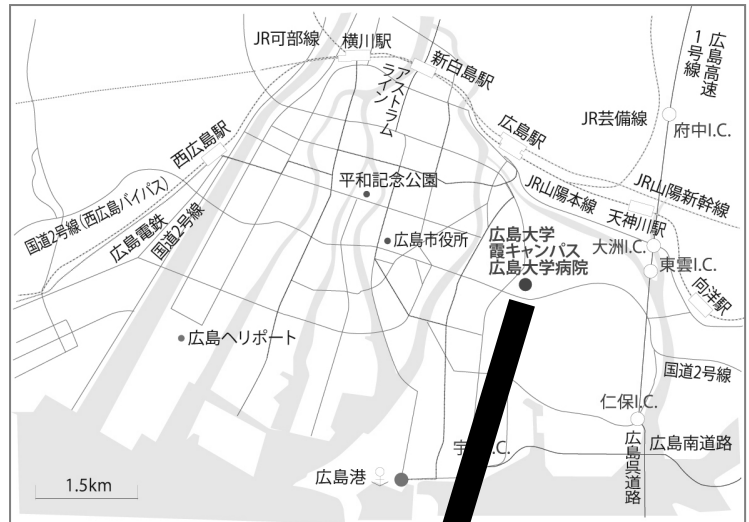 JR可部線
横川駅
新白島駅
アストラム
ライン
広島高速
1号線
JR芸備線
府中I.C.
広島駅
西広島駅
JR山陽新幹線
JR山陽本線
天神川駅
平和記念公園
国道2号線(西広島バイパス)
広島電鉄
国道2号線
広島市役所
広島大学
霞キャンパス
広島大学病院
大洲I.C.
東雲I.C.
向洋駅
広島ヘリポート
国道2号線
仁保I.C.
広島南道路
広島呉道路
宇 I.C.
広島港
1.5km